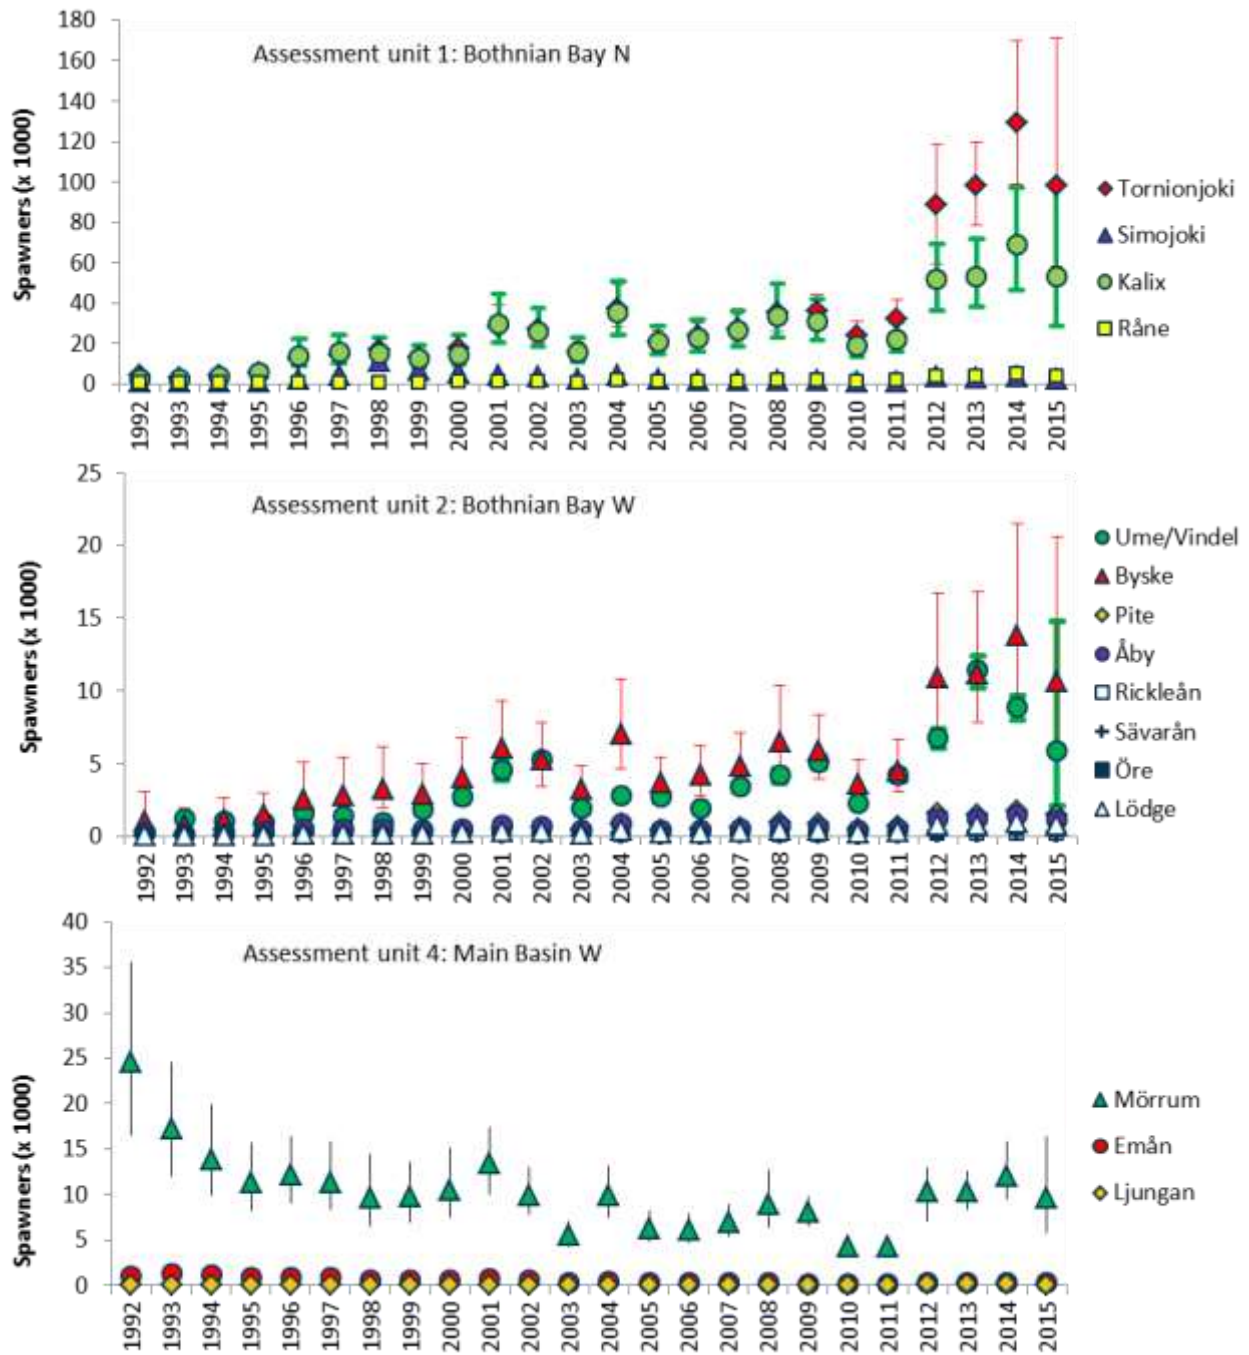 Assessment unit 1: Bothnian Bay N
Spawners (x 1000)
180
160
140
120
100
80
60
40
20
0
1992 1993 1994 1995 1996 1997 1998 1999 2000 2001 2002 2003 2004 2005 2006 2007 2008 2009 2010 2011 2012 2013 2014 2015
Tornionjoki
Simojoki
Kalix
Råne
Assessment unit 2: Bothnian Bay W
Spawners (x 1000)
25
20
15
10
5
0
1992 1993 1994 1995 1996 1997 1998 1999 2000 2001 2002 2003 2004 2005 2006 2007 2008 2009 2010 2011 2012 2013 2014 2015
Ume/Vindel
Byske
Pite
Åby
Rickleån
Sävarån
Öre
Lödge
Assessment unit 4: Main Basin W
Spawners (x 1000)
40
35
30
25
20
15
10
5
0
1992 1993 1994 1995 1996 1997 1998 1999 2000 2001 2002 2003 2004 2005 2006 2007 2008 2009 2010 2011 2012 2013 2014 2015
Mörrum
Emån
Ljungan